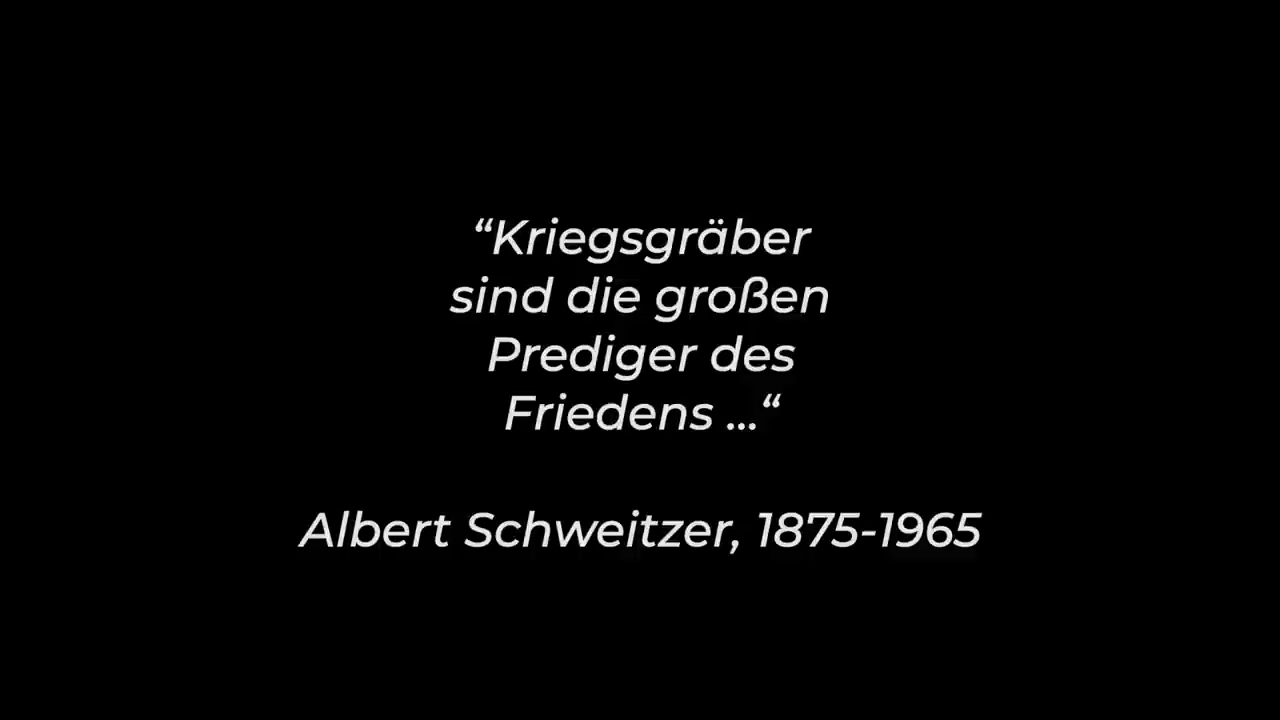 “Kriegsgräber
sind die großen
Prediger des
Friedens ...“
Albert Schweitzer, 1875-1965